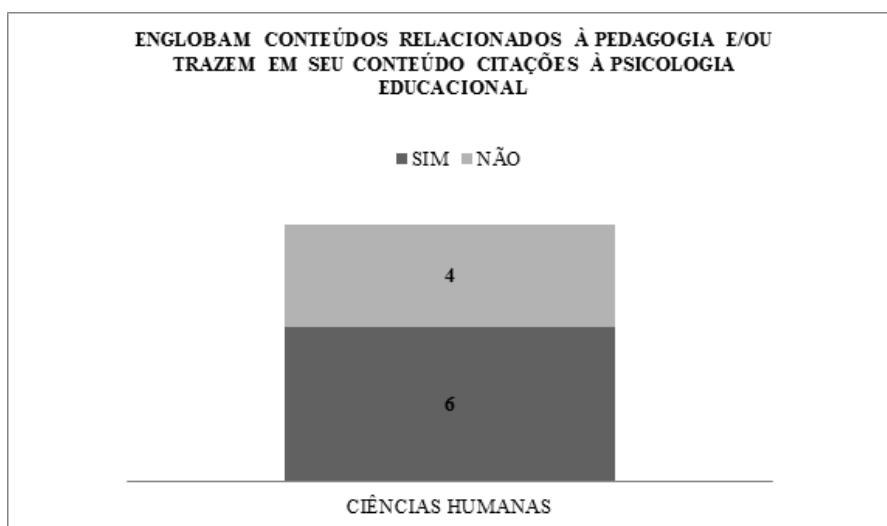 ENGLOBAM CONTEÚDOS RELACIONADOS À PEDAGOGIA E/OU
TRAZEM EM SEU CONTEÚDO CITAÇÕES À PSICOLOGIA
EDUCACIONAL
SIM NÃO
4
6
CIÊNCIAS HUMANAS